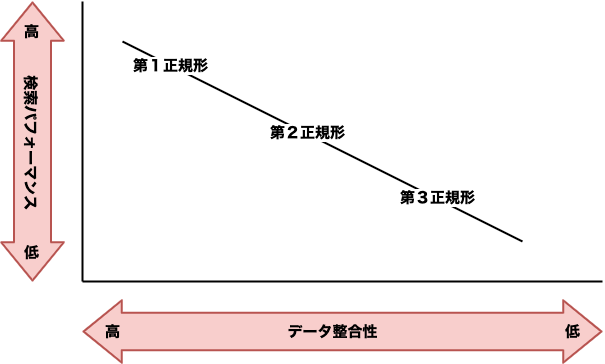 高
検索パフォーマンス
低
第１正規形
第２正規形
第３正規形
高
データ整合性
低